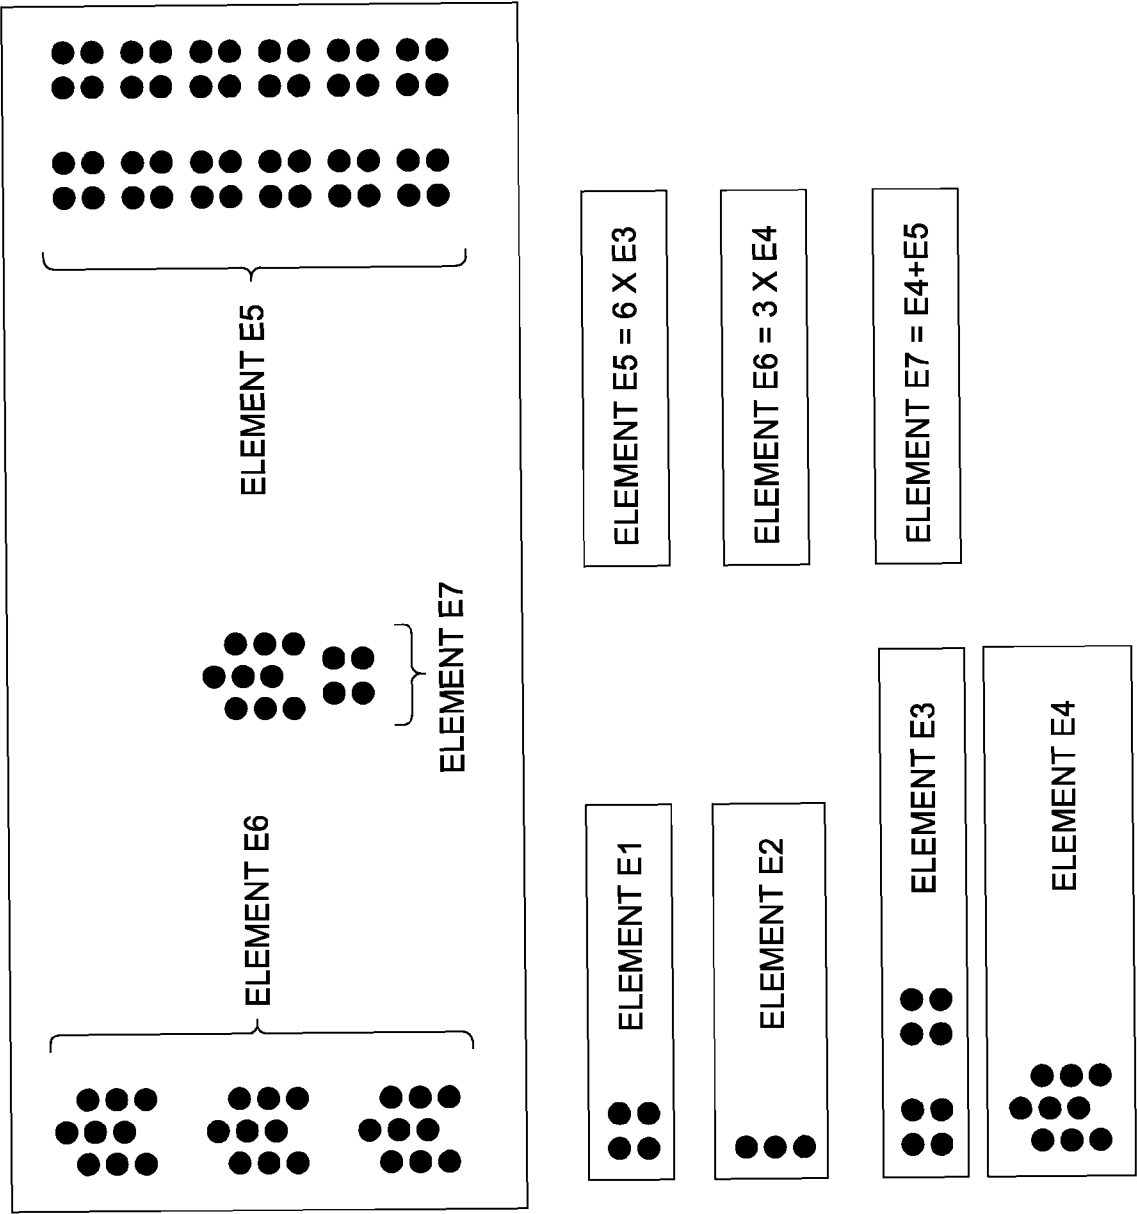 ELEMENT E6
ELEMENT E7
ELEMENT E5
ELEMENT E1
ELEMENT E2
ELEMENT E3
ELEMENT E4
ELEMENT E5 = 6 X E3
ELEMENT E6 = 3 X E4
ELEMENT E7 = E4+E5